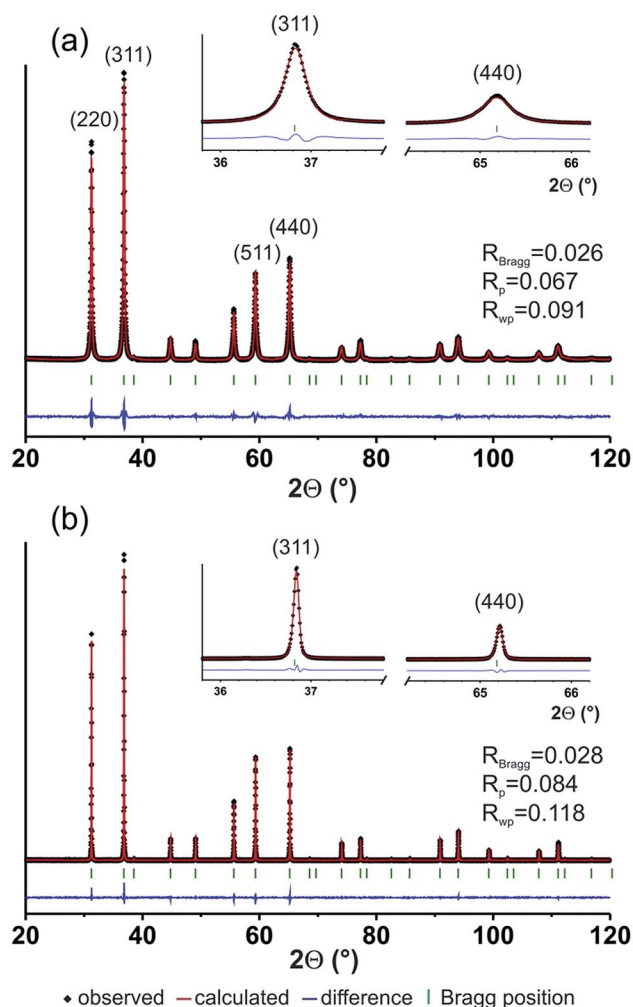 (a)
(311)
(220)
(511)
(440)
(311)
(440)
36
37
65
66
2Θ (°)
R_Bragg=0.026
R_p=0.067
R_wp=0.091
20
40
60
80
100
120
2Θ (°)
(b)
(311)
(440)
36
37
65
66
2Θ (°)
R_Bragg=0.028
R_p=0.084
R_wp=0.118
20
40
60
80
100
120
2Θ (°)
observed calculated difference Bragg position